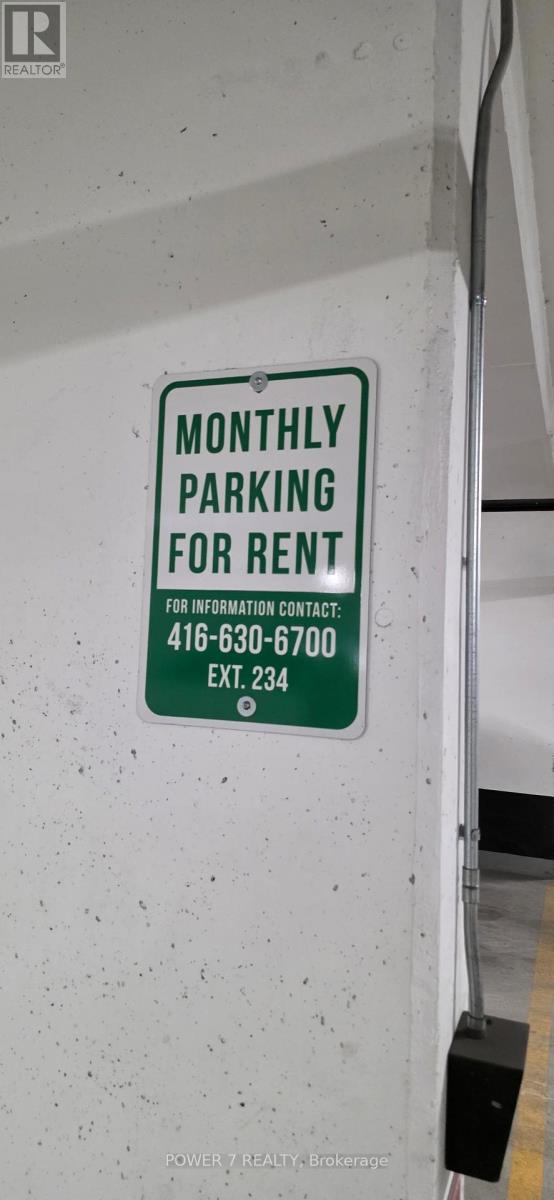 R
REALTOR®
MONTHLY
PARKING
FOR RENT
FOR INFORMATION CONTACT:
416-630-6700
EXT. 234
POWER 7 REALTY, Brokerage